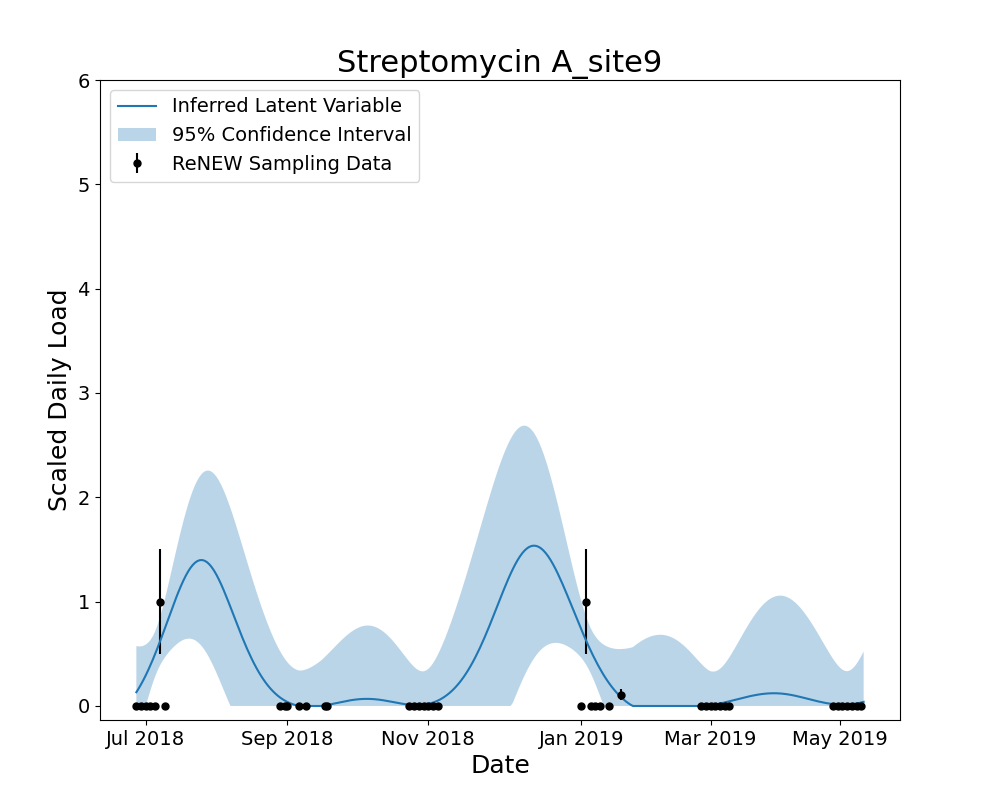 Streptomycin A_site9
Inferred Latent Variable
95% Confidence Interval
ReNEW Sampling Data
Scaled Daily Load
6
5
4
3
2
1
0
Jul 2018 Sep 2018 Nov 2018 Jan 2019 Mar 2019 May 2019
Date